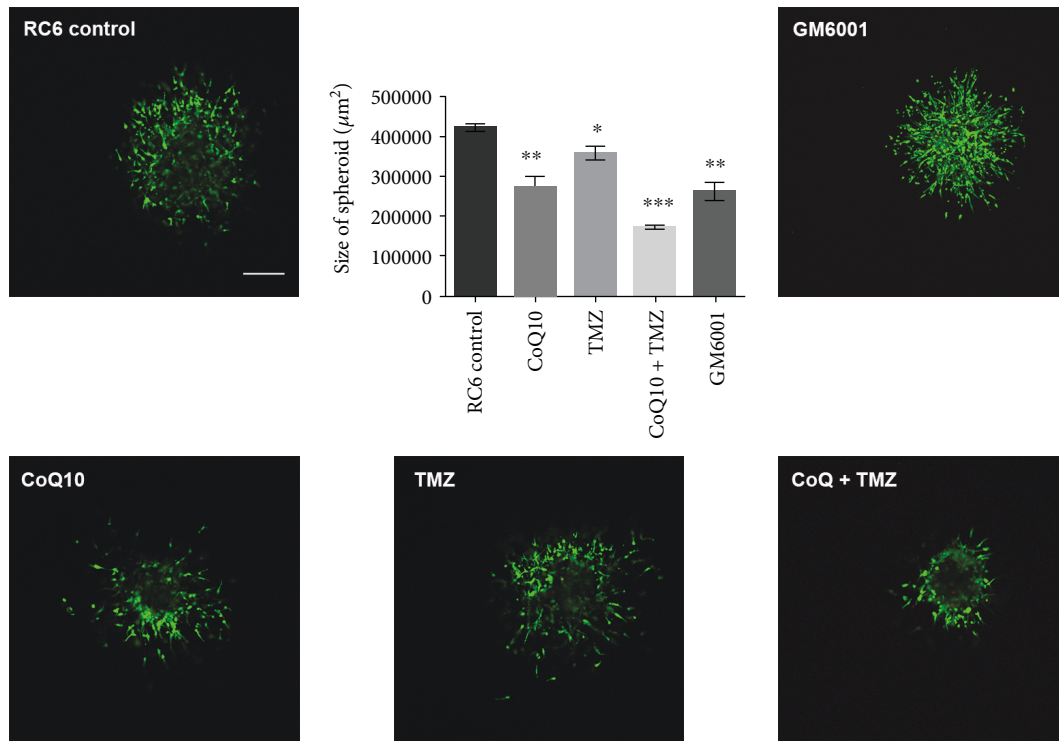 RC6 control
GM6001
Size of spheroid (μm²)
500000
400000
300000
200000
100000
0
**
*
***
**
RC6 control
CoQ10
TMZ
CoQ10 + TMZ
GM6001
CoQ10
TMZ
CoQ + TMZ